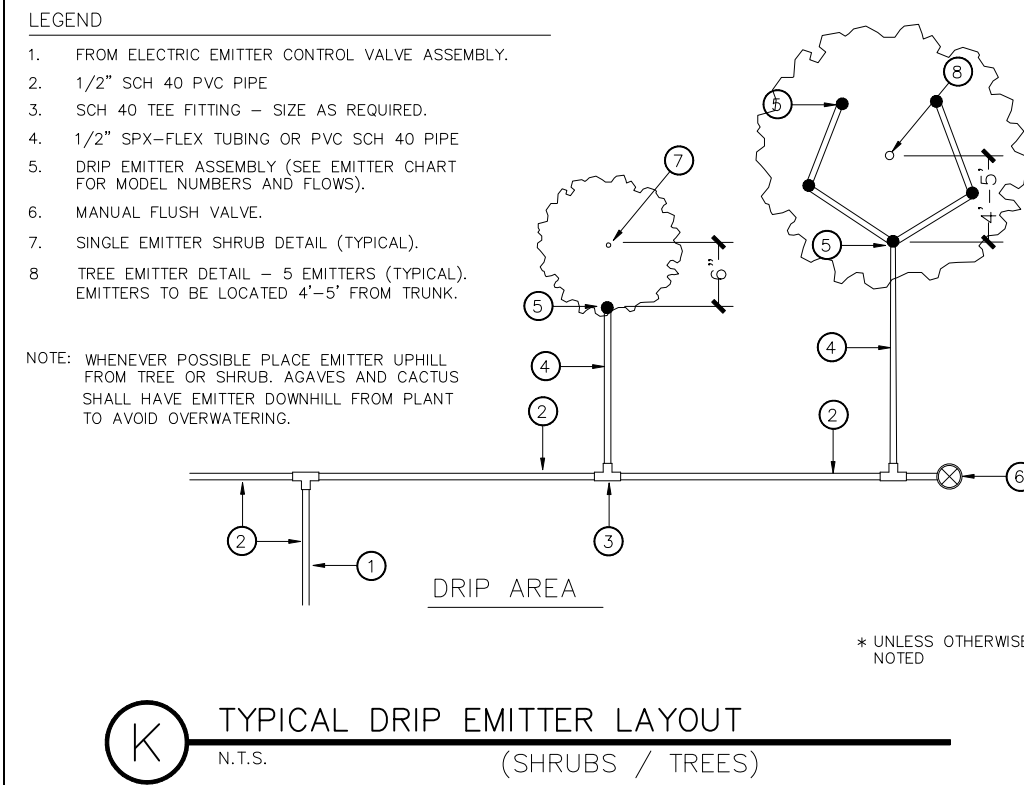 LEGEND
1. FROM ELECTRIC EMITTER CONTROL VALVE ASSEMBLY.
2. 1/2" SCH 40 PVC PIPE
3. SCH 40 TEE FITTING – SIZE AS REQUIRED.
4. 1/2" SPX–FLEX TUBING OR PVC SCH 40 PIPE
5. DRIP EMITTER ASSEMBLY (SEE EMITTER CHART
FOR MODEL NUMBERS AND FLOWS).
6. MANUAL FLUSH VALVE.
7. SINGLE EMITTER SHRUB DETAIL (TYPICAL).
8 TREE EMITTER DETAIL – 5 EMITTERS (TYPICAL).
EMITTERS TO BE LOCATED 4'–5' FROM TRUNK.
NOTE: WHENEVER POSSIBLE PLACE EMITTER UPHILL
FROM TREE OR SHRUB. AGAVES AND CACTUS
SHALL HAVE EMITTER DOWNHILL FROM PLANT
TO AVOID OVERWATERING.
8
5
7
4'–5'
5
6"
5
4
4
2
2
6
2
3
1
DRIP AREA
* UNLESS OTHERWISE
NOTED
K
TYPICAL DRIP EMITTER LAYOUT
N.T.S.
(SHRUBS / TREES)